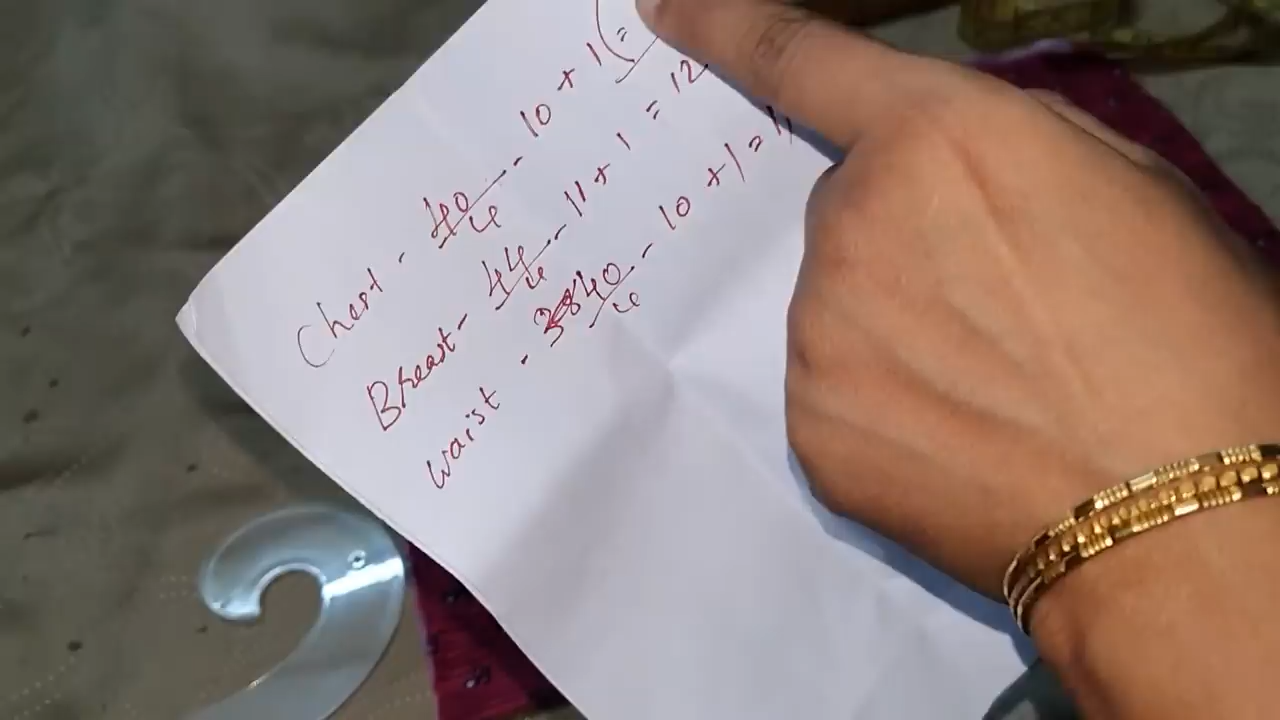 Chest - 40/4 - 10 + 1 =
Breast - 44/4 - 11 + 1 = 12
Waist - 40/4 - 10 + 1 = 11